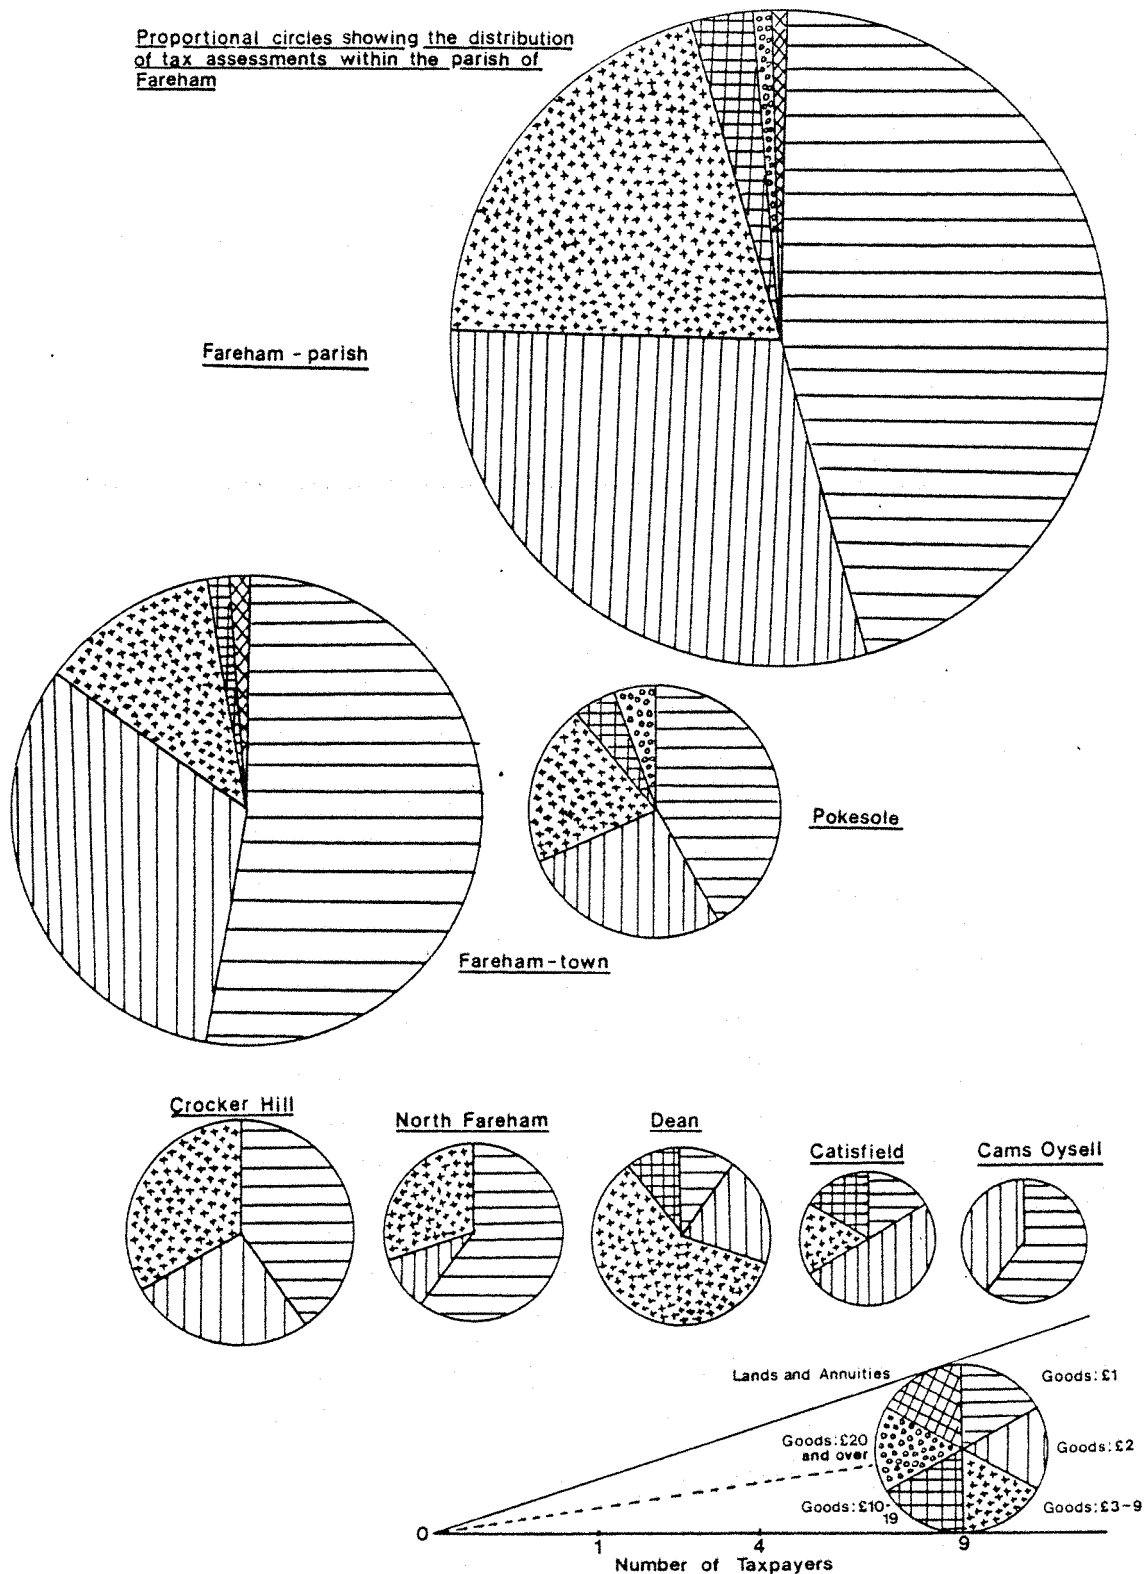 Proportional circles showing the distribution
of tax assessments within the parish of
Fareham
Fareham - parish
Pokesole
Fareham-town
Crocker Hill
North Fareham
Dean
Catisfield
Cams Oysell
Lands and Annuities
Goods:£1
Goods:£20
and over
Goods:£2
Goods:£10-
19
Goods:£3-9
0
1
4
9
Number of Taxpayers